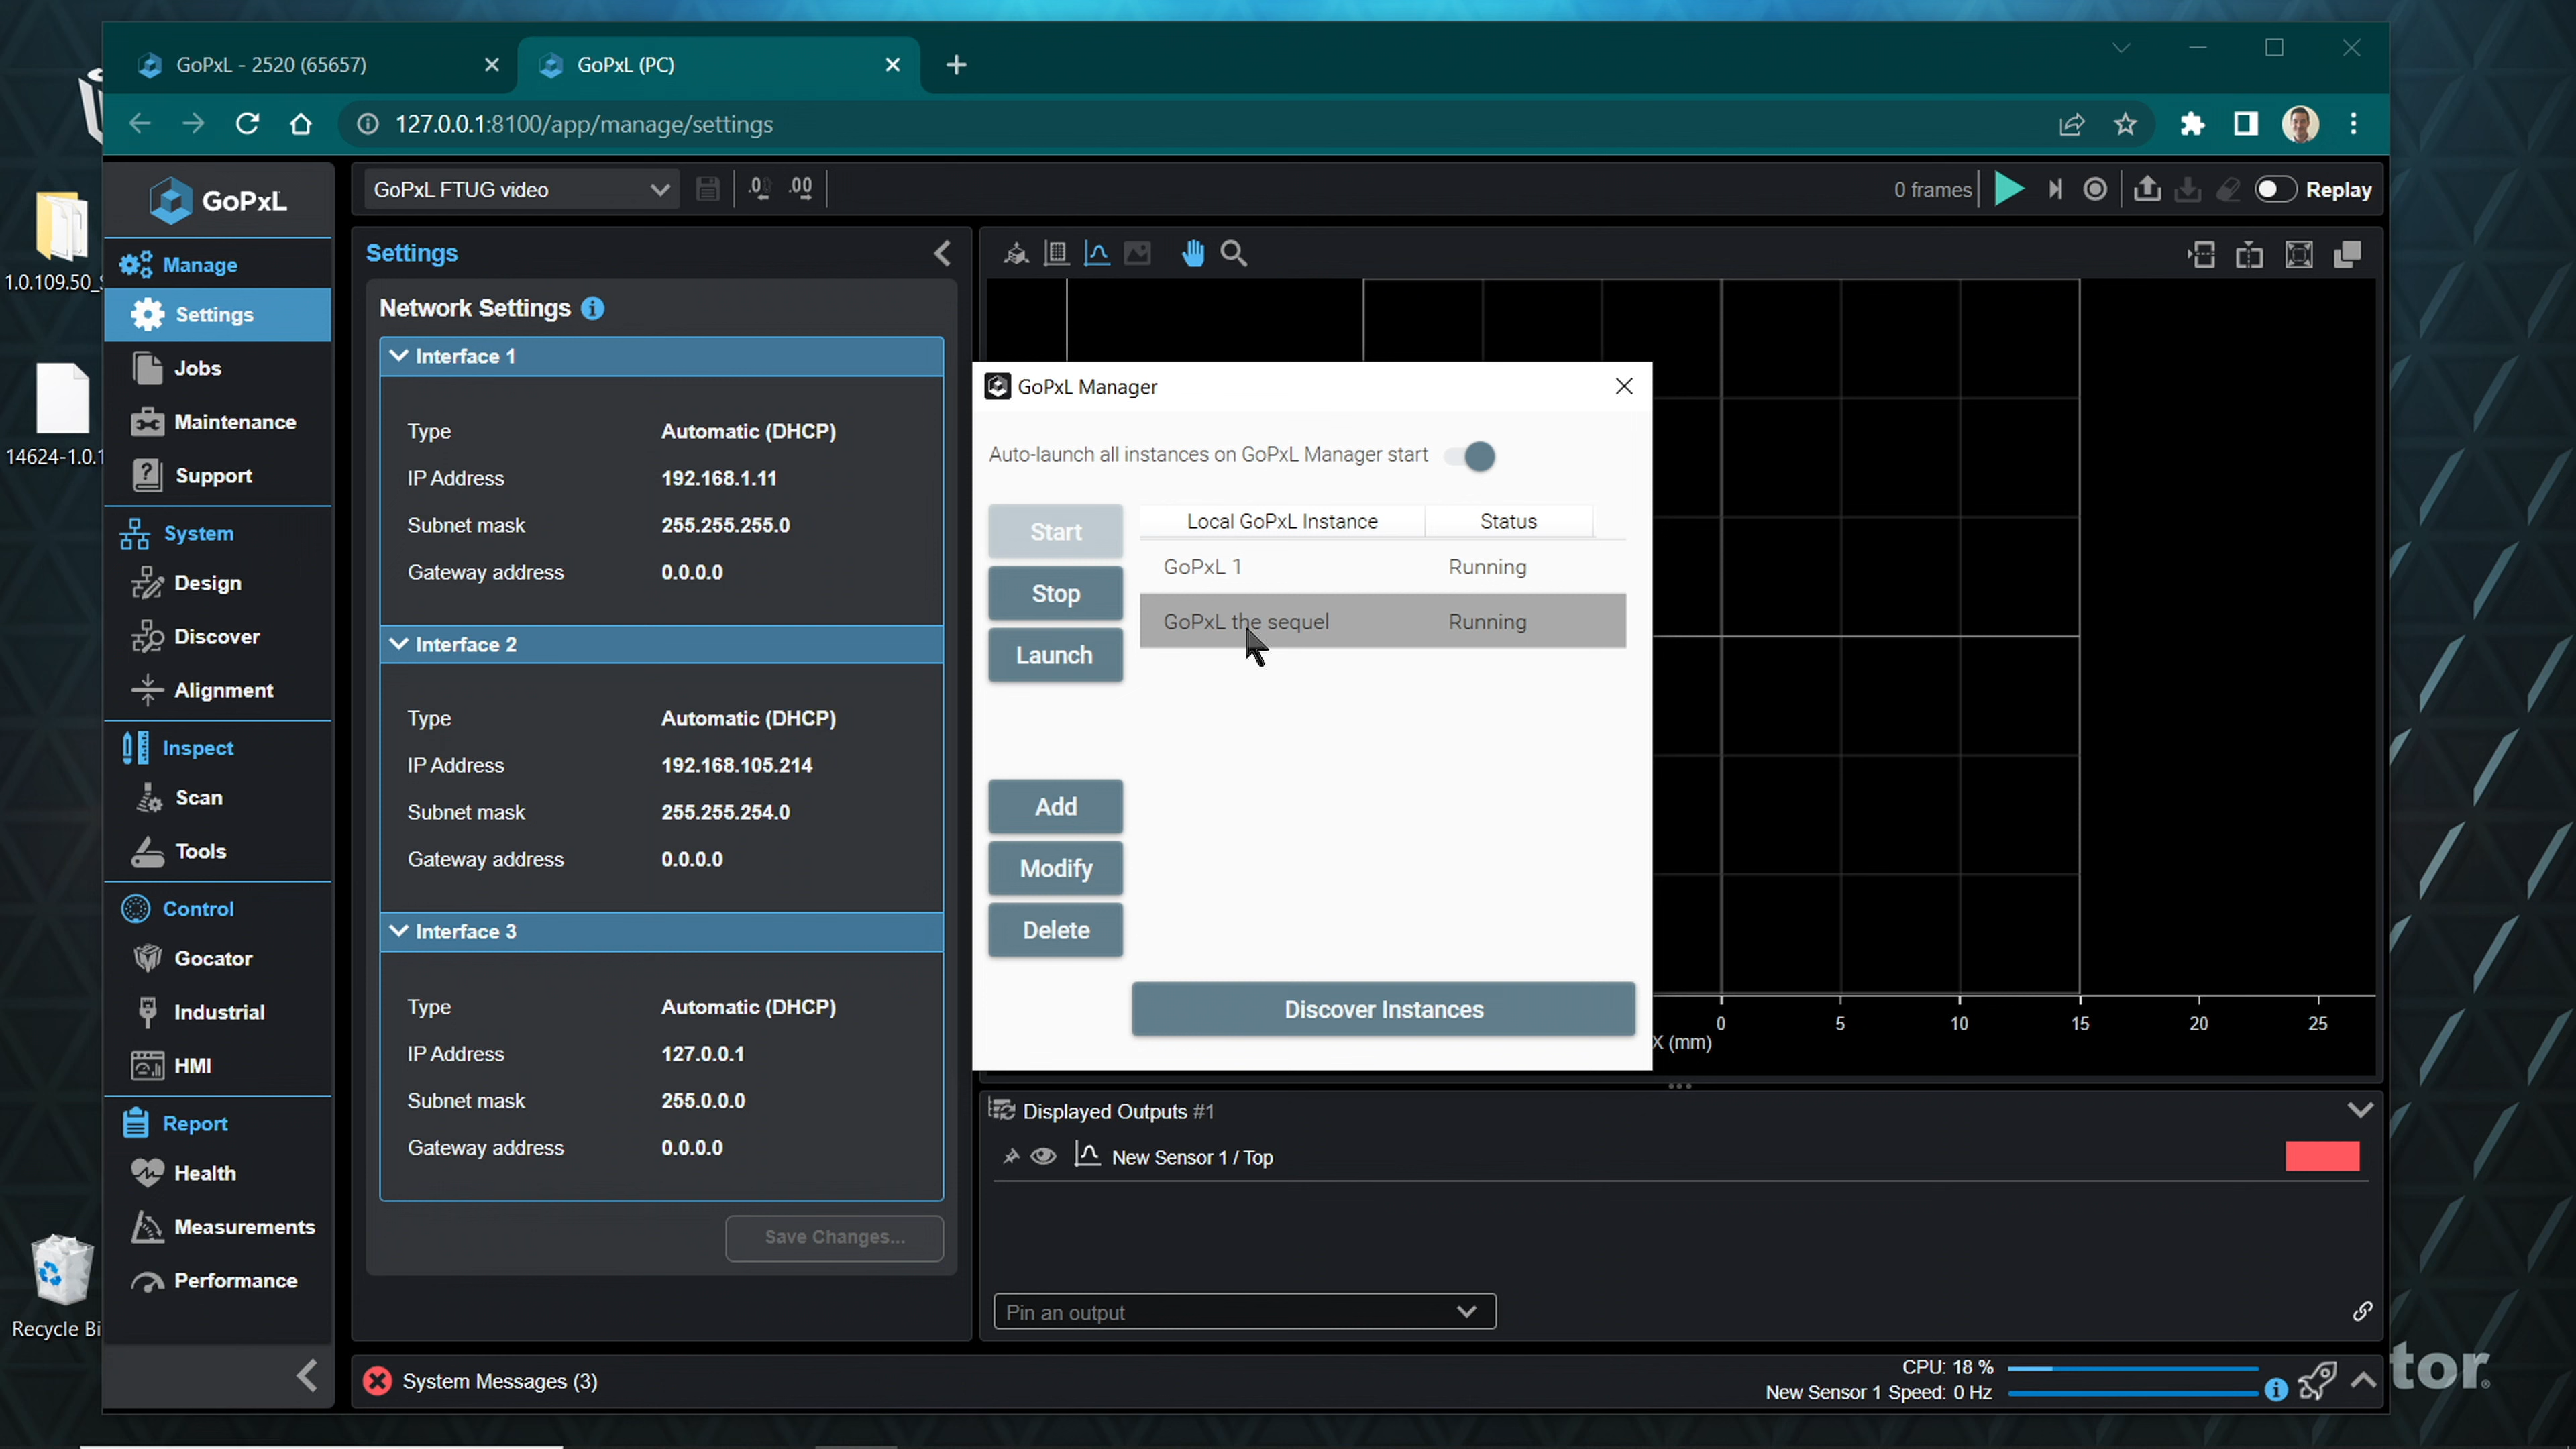 GoPxL - 2520 (65657)
GoPxL (PC)
127.0.0.1:8100/app/manage/settings
GoPxL
GoPxL FTUG video
.00
.00
0 frames
Replay
Manage
Settings
Jobs
Maintenance
Support
System
Design
Discover
Alignment
Inspect
Scan
Tools
Control
Gocator
Industrial
HMI
Report
Health
Measurements
Performance
1.0.109.50_S
14624-1.0.1
Recycle Bi
Settings
Network Settings
Interface 1
Type Automatic (DHCP)
IP Address 192.168.1.11
Subnet mask 255.255.255.0
Gateway address 0.0.0.0
Interface 2
Type Automatic (DHCP)
IP Address 192.168.105.214
Subnet mask 255.255.254.0
Gateway address 0.0.0.0
Interface 3
Type Automatic (DHCP)
IP Address 127.0.0.1
Subnet mask 255.0.0.0
Gateway address 0.0.0.0
Save Changes...
GoPxL Manager
Auto-launch all instances on GoPxL Manager start
Start
Stop
Launch
Local GoPxL Instance Status
GoPxL 1 Running
GoPxL the sequel Running
Add
Modify
Delete
Discover Instances
0 5 10 15 20 25
X (mm)
Displayed Outputs #1
New Sensor 1 / Top
Pin an output
System Messages (3)
CPU: 18 %
New Sensor 1 Speed: 0 Hz
tor